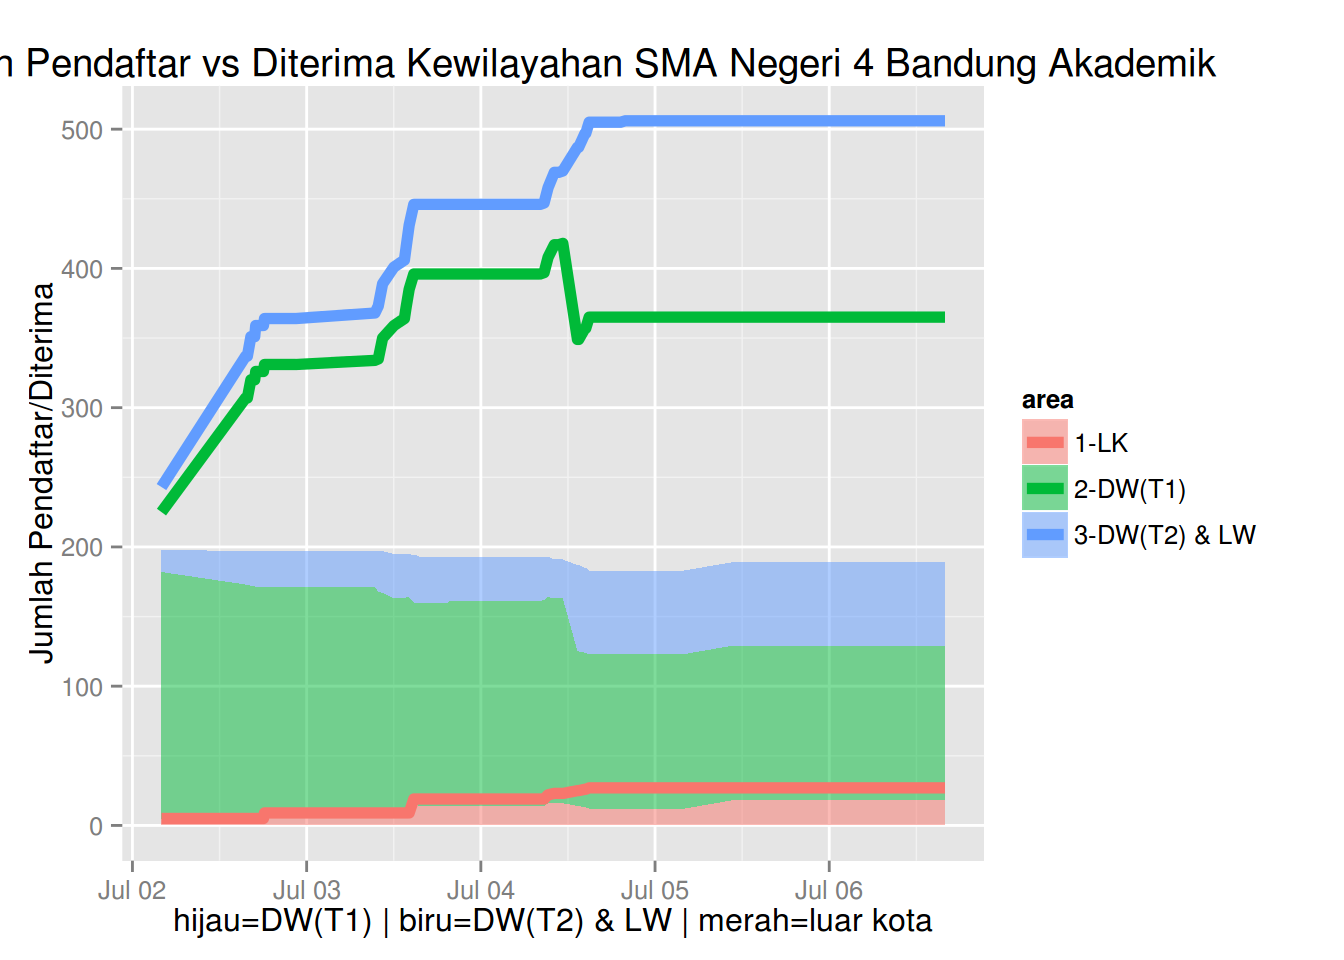 Pendaftar vs Diterima Kewilayahan SMA Negeri 4 Bandung Akademik
Jumlah Pendaftar/Diterima
500
400
300
200
100
0
Jul 02 Jul 03 Jul 04 Jul 05 Jul 06
hijau=DW(T1) | biru=DW(T2) & LW | merah=luar kota
area
1-LK
2-DW(T1)
3-DW(T2) & LW